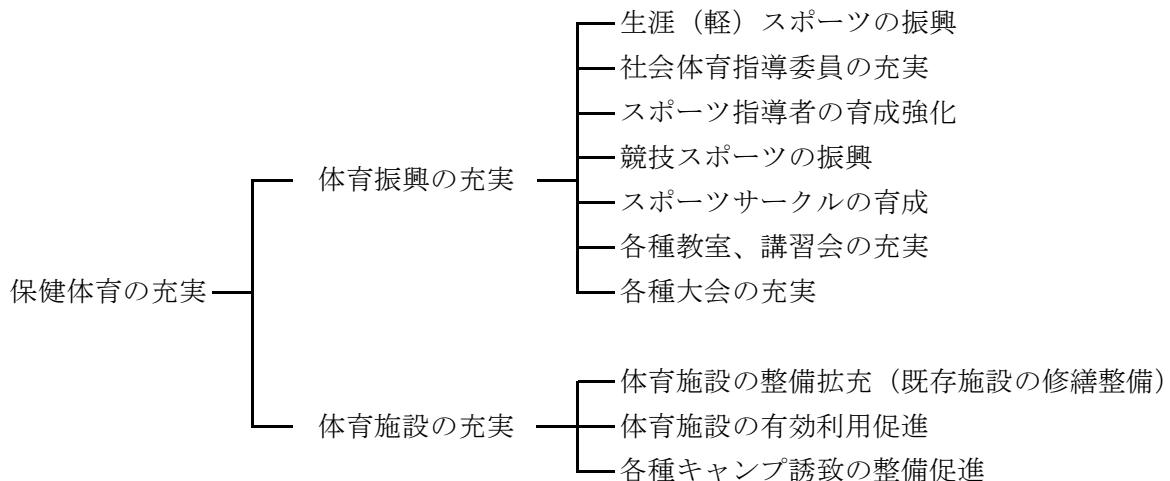 保健体育の充実
体育振興の充実
生涯（軽）スポーツの振興
社会体育指導委員の充実
スポーツ指導者の育成強化
競技スポーツの振興
スポーツサークルの育成
各種教室、講習会の充実
各種大会の充実
体育施設の充実
体育施設の整備拡充（既存施設の修繕整備）
体育施設の有効利用促進
各種キャンプ誘致の整備促進